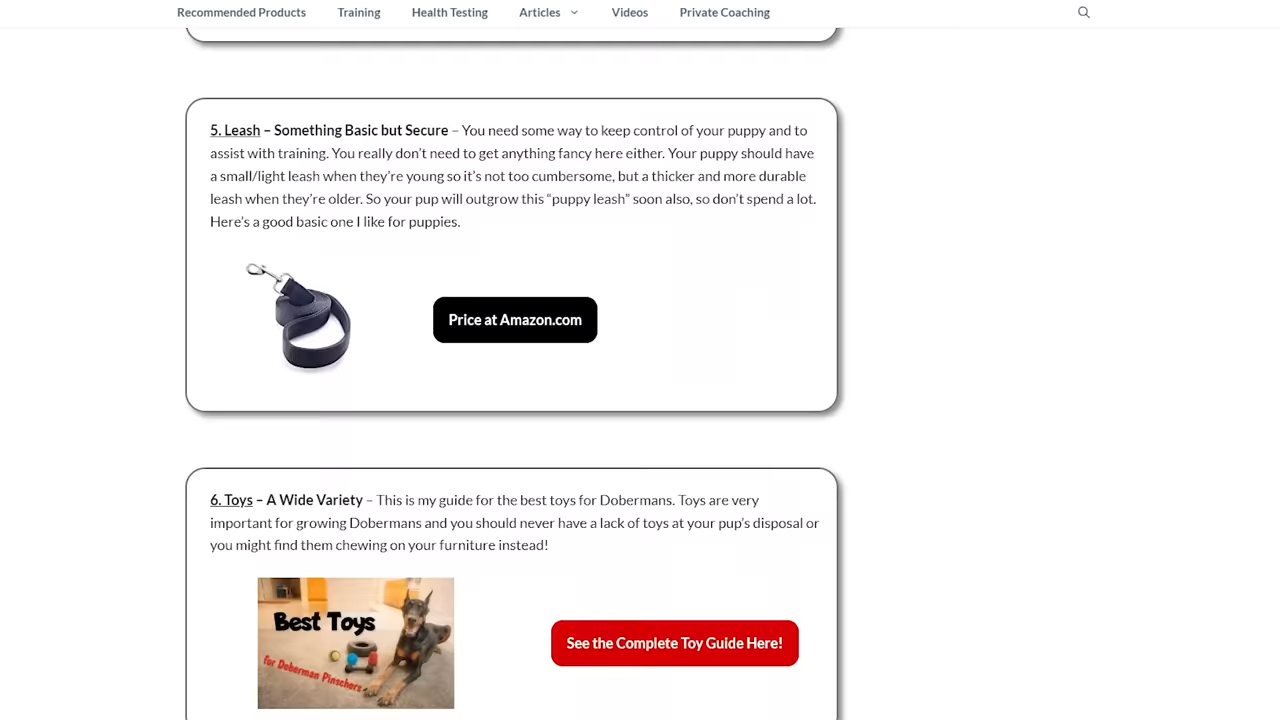 Recommended Products Training Health Testing Articles Videos Private Coaching
5. Leash – Something Basic but Secure – You need some way to keep control of your puppy and to
assist with training. You really don’t need to get anything fancy here either. Your puppy should have
a small/light leash when they’re young so it’s not too cumbersome, but a thicker and more durable
leash when they’re older. So your pup will outgrow this “puppy leash” soon also, so don’t spend a lot.
Here’s a good basic one I like for puppies.
Price at Amazon.com
6. Toys – A Wide Variety – This is my guide for the best toys for Dobermans. Toys are very
important for growing Dobermans and you should never have a lack of toys at your pup’s disposal or
you might find them chewing on your furniture instead!
Best Toys
for Doberman Pinschers
See the Complete Toy Guide Here!